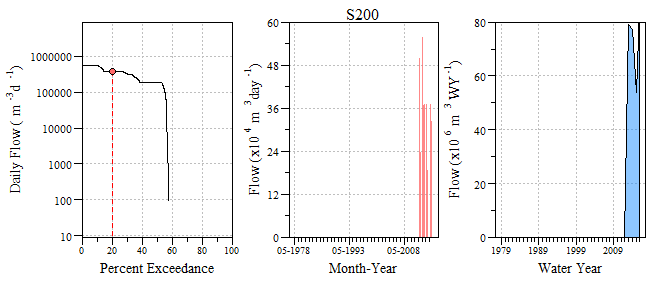 S200
Daily Flow ( m -3 d -1)
1000000
100000
10000
1000
100
10
0 20 40 60 80 100
Percent Exceedance
Flow (x10 4 m 3 day -1)
60
48
36
24
12
0
05-1978 05-1993 05-2008
Month-Year
Flow (x10 6 m 3 WY -1)
80
60
40
20
0
1979 1989 1999 2009
Water Year